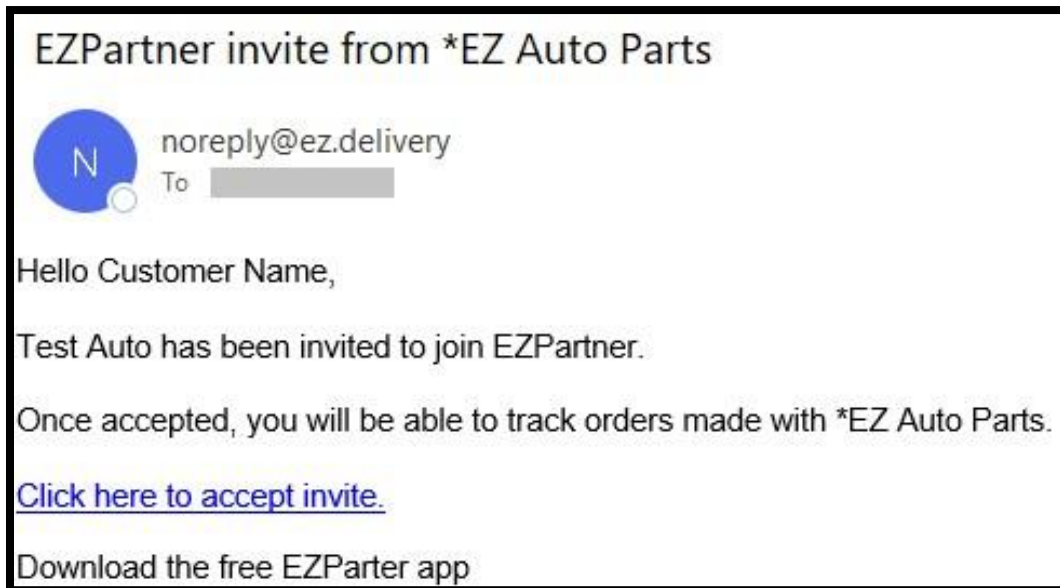 EZPartner invite from *EZ Auto Parts
N
noreply@ez.delivery
To
Hello Customer Name,
Test Auto has been invited to join EZPartner.
Once accepted, you will be able to track orders made with *EZ Auto Parts.
Click here to accept invite.
Download the free EZParter app